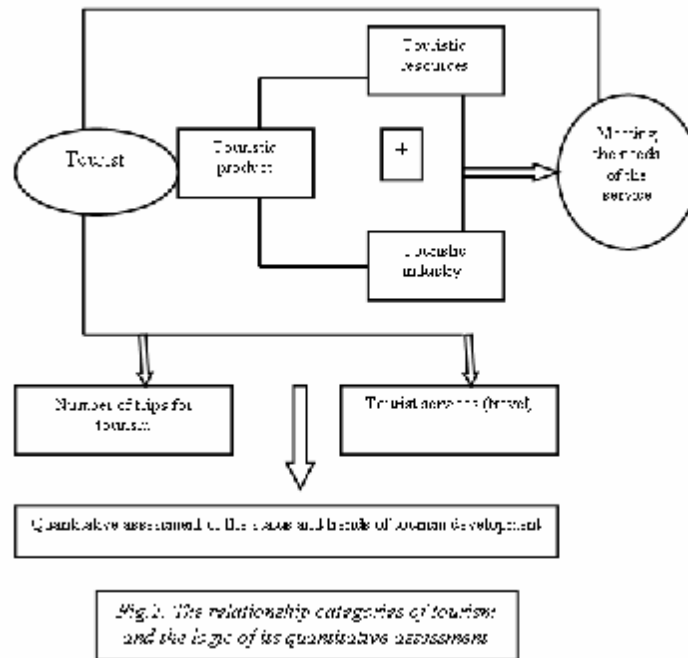 Touristic
resources
Tourist
Touristic
product
+
Meeting
the needs
of the
service
Touristic
industry
Number of trips for
tourism
Tourist services (travel)
Quantitative assessment of the status and trends of tourism development
The relationship categories of tourism
and the logic of its quantitative assessment